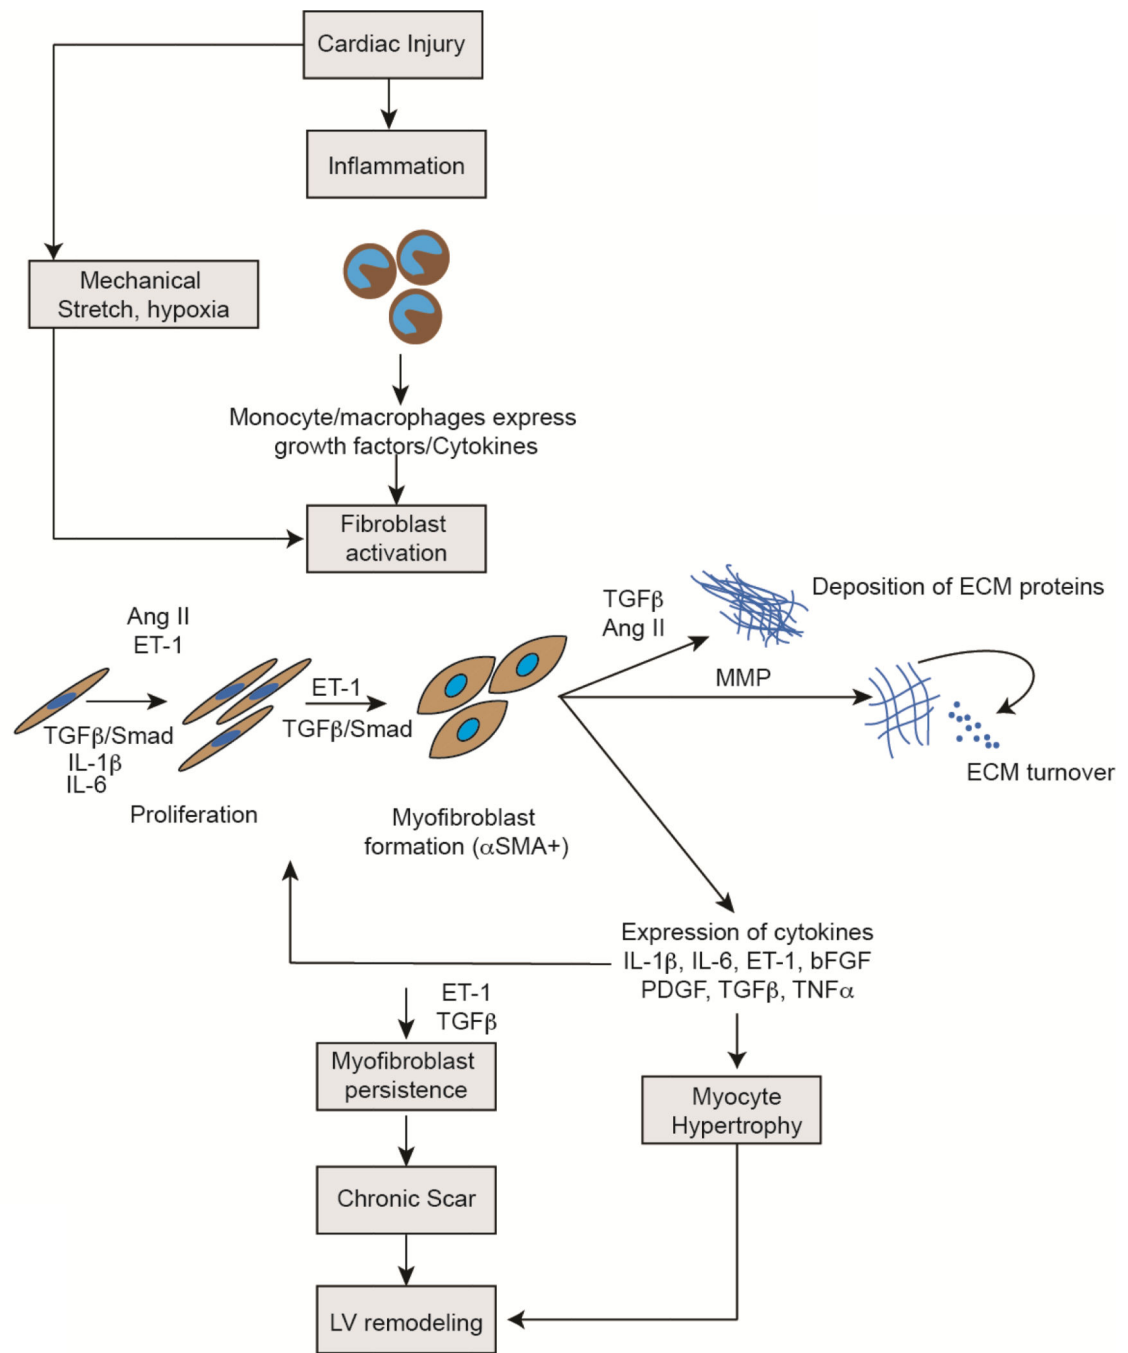 Cardiac Injury
Inflammation
Mechanical
Stretch, hypoxia
Monocyte/macrophages express
growth factors/Cytokines
Fibroblast
activation
Ang II
ET-1
TGFβ/Smad
IL-1β
IL-6
Proliferation
ET-1
TGFβ/Smad
Myofibroblast
formation (αSMA+)
TGFβ
Ang II
Deposition of ECM proteins
MMP
ECM turnover
Expression of cytokines
IL-1β, IL-6, ET-1, bFGF
PDGF, TGFβ, TNFα
ET-1
TGFβ
Myofibroblast
persistence
Myocyte
Hypertrophy
Chronic Scar
LV remodeling